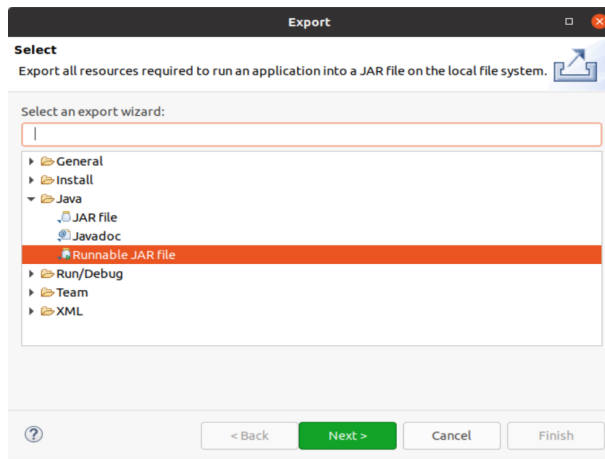 Export
Select
Export all resources required to run an application into a JAR file on the local file system.
Select an export wizard:
General
Install
Java
JAR file
Javadoc
Runnable JAR file
Run/Debug
Team
XML
?
< Back Next > Cancel Finish